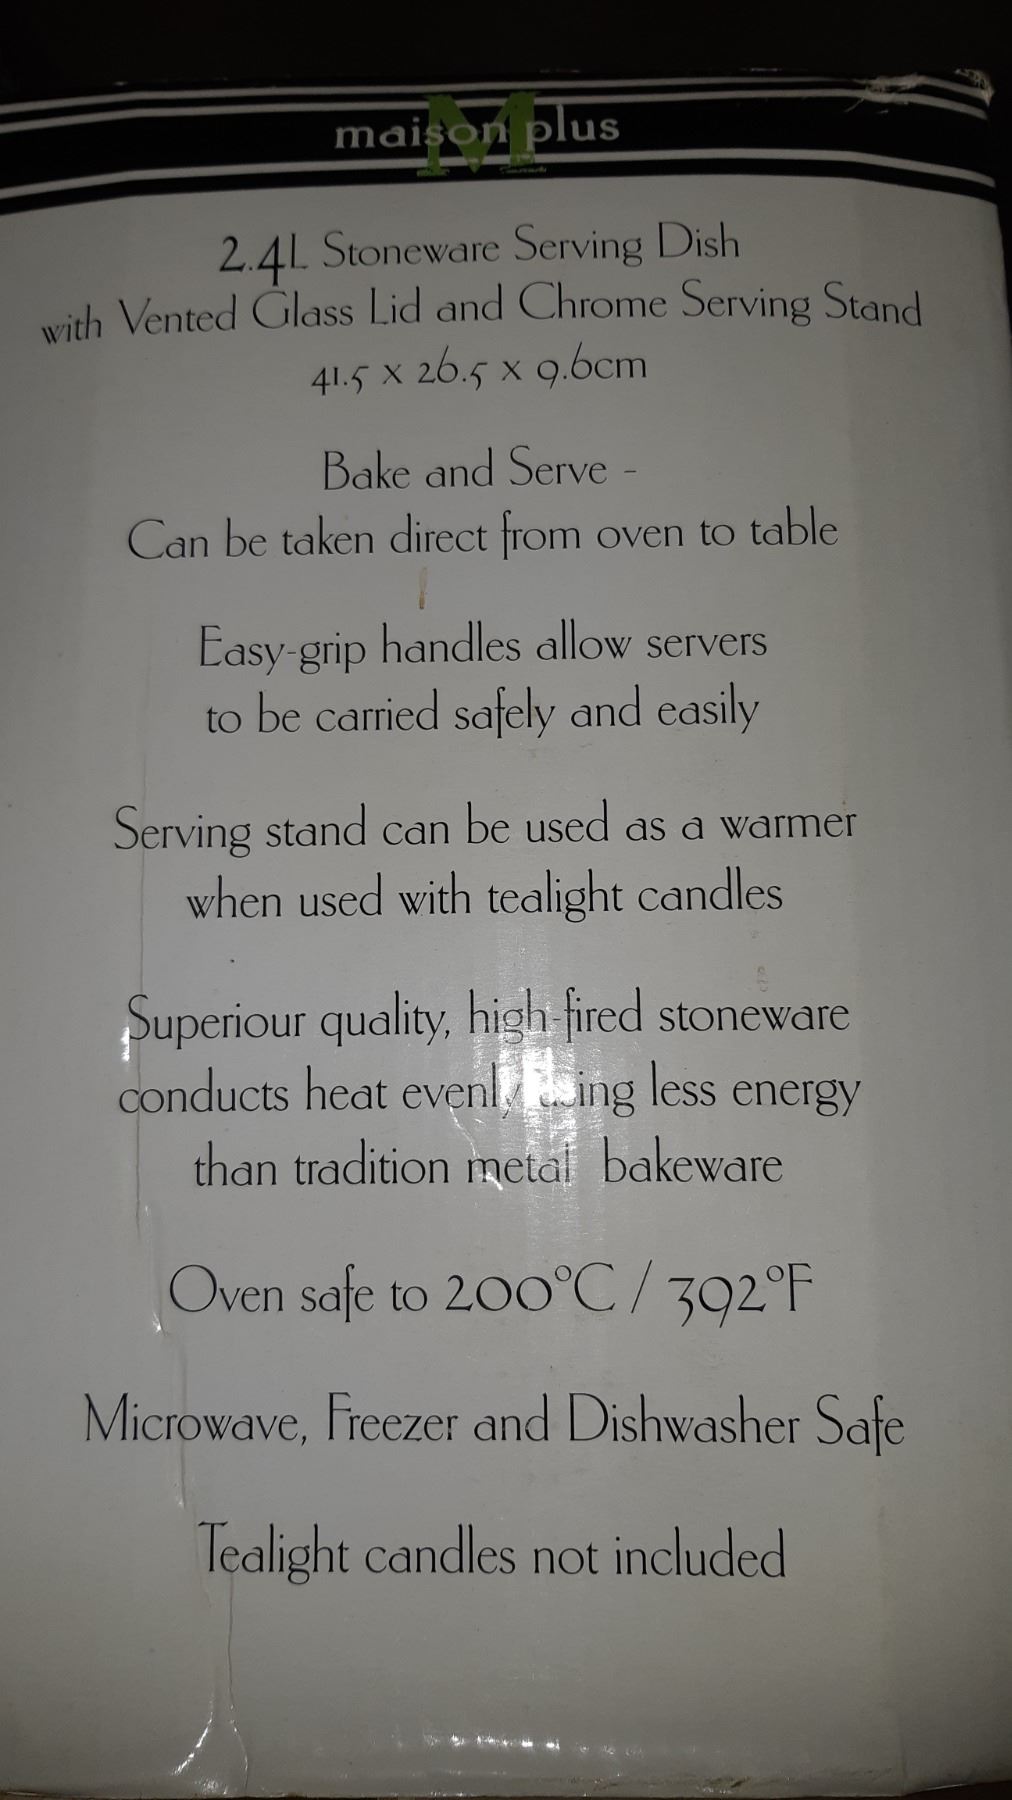 maison plus
2.4L Stoneware Serving Dish
with Vented Glass Lid and Chrome Serving Stand
41.5 x 26.5 x 9.6cm
Bake and Serve -
Can be taken direct from oven to table
Easy-grip handles allow servers
to be carried safely and easily
Serving stand can be used as a warmer
when used with tealight candles
Superiour quality, high-fired stoneware
conducts heat evenly using less energy
than tradition metal bakeware
Oven safe to 200°C / 392°F
Microwave, Freezer and Dishwasher Safe
Tealight candles not included